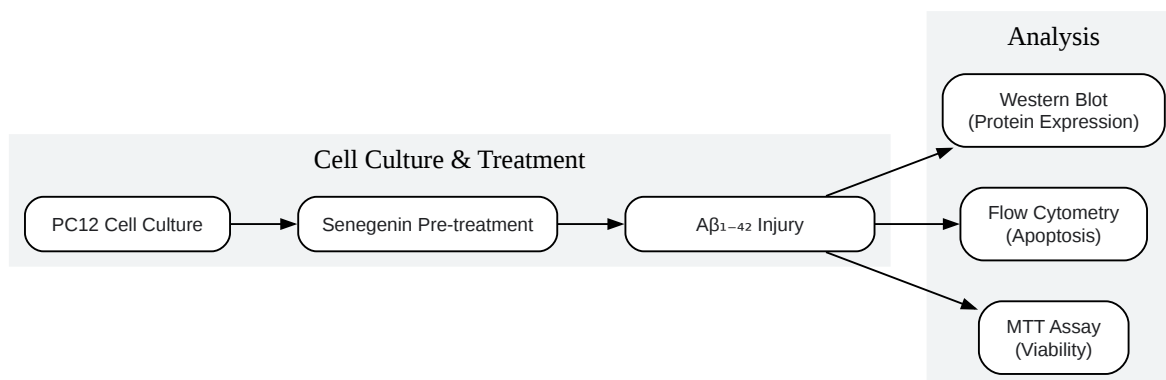 Analysis
Western Blot
(Protein Expression)
Cell Culture & Treatment
PC12 Cell Culture
Senegenin Pre-treatment
Aβ₁₋₄₂ Injury
Flow Cytometry
(Apoptosis)
MTT Assay
(Viability)